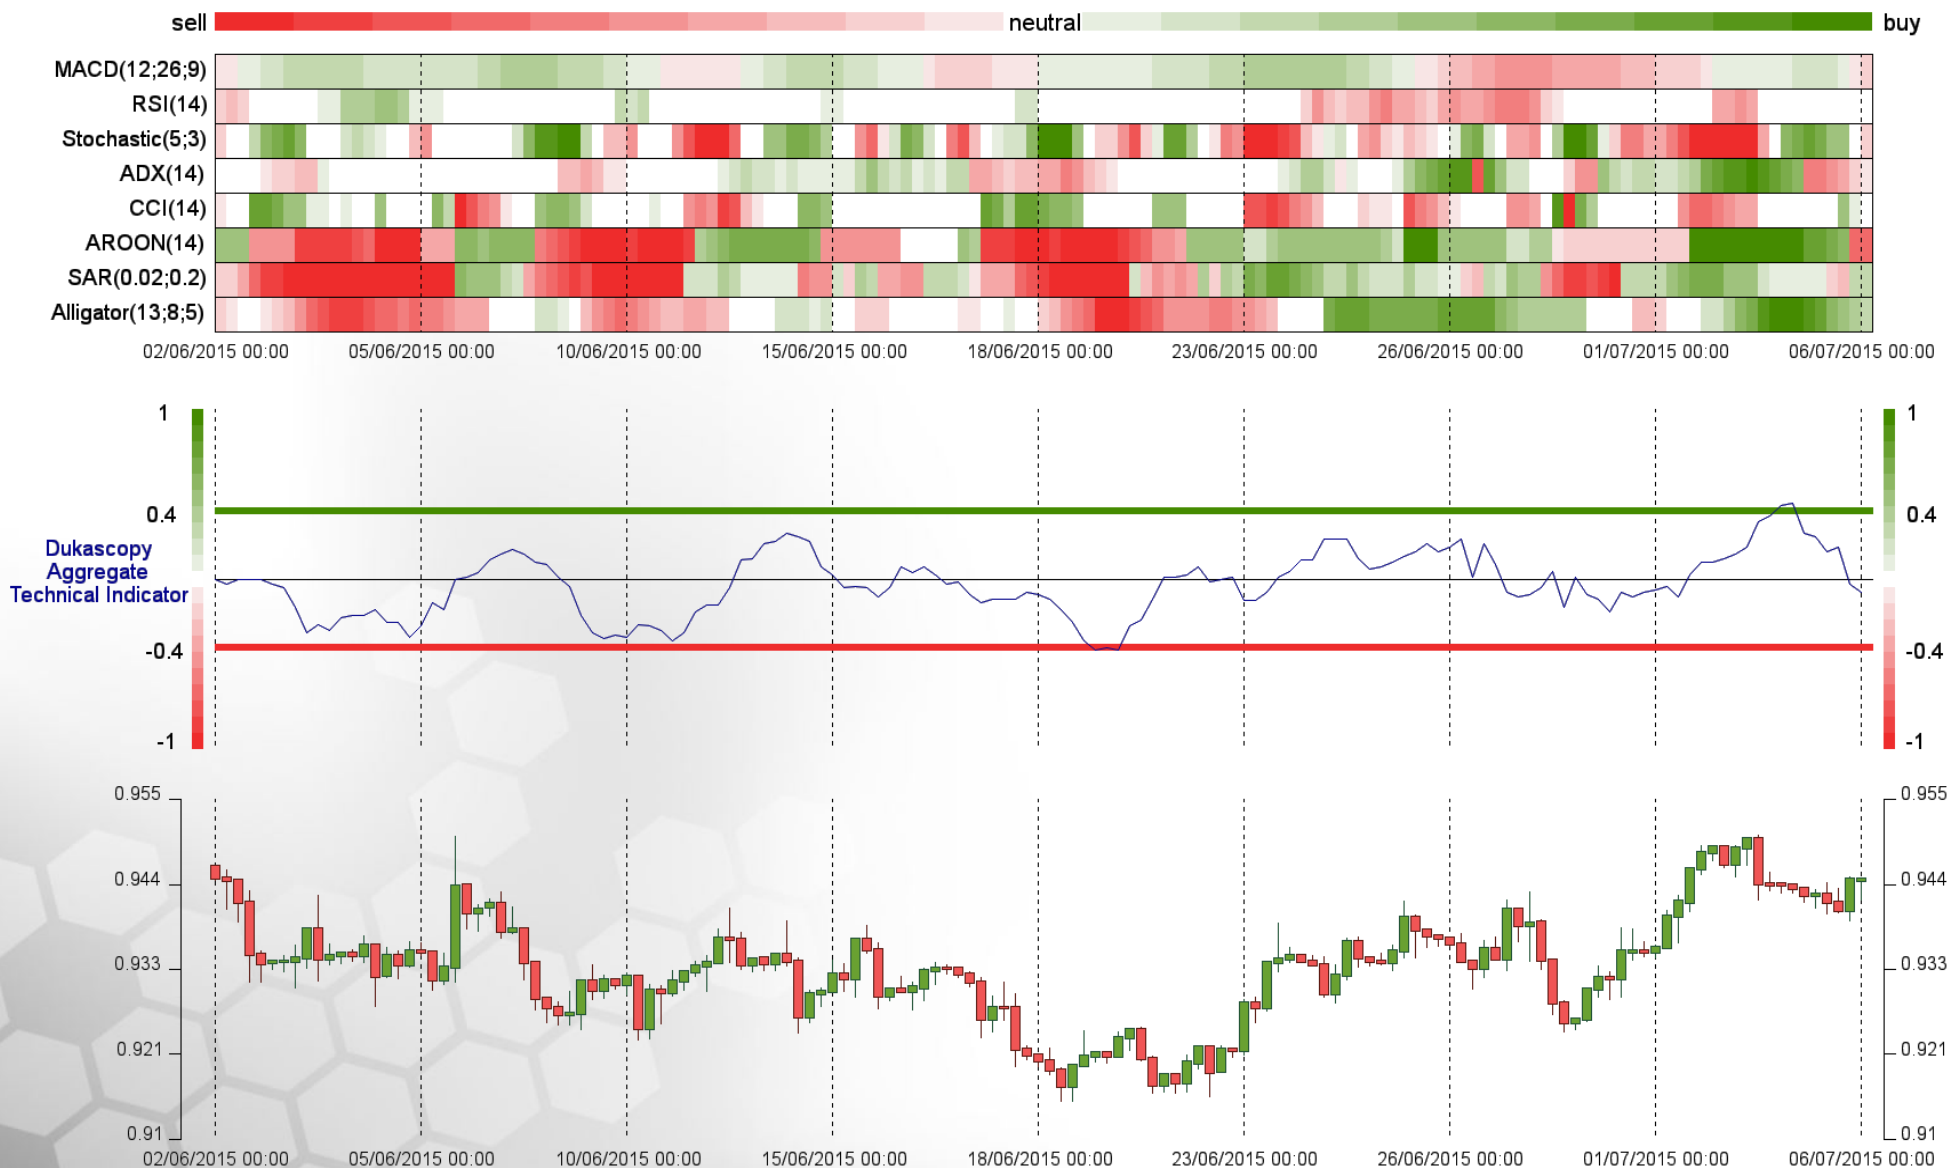 sell neutral buy
MACD(12;26;9)
RSI(14)
Stochastic(5;3)
ADX(14)
CCI(14)
AROON(14)
SAR(0.02;0.2)
Alligator(13;8;5)
02/06/2015 00:00 05/06/2015 00:00 10/06/2015 00:00 15/06/2015 00:00 18/06/2015 00:00 23/06/2015 00:00 26/06/2015 00:00 01/07/2015 00:00 06/07/2015 00:00
1 1
0.4 0.4
Dukascopy
Aggregate
Technical Indicator
-0.4 -0.4
-1 -1
0.955 0.955
0.944 0.944
0.933 0.933
0.921 0.921
0.91 0.91
02/06/2015 00:00 05/06/2015 00:00 10/06/2015 00:00 15/06/2015 00:00 18/06/2015 00:00 23/06/2015 00:00 26/06/2015 00:00 01/07/2015 00:00 06/07/2015 00:00